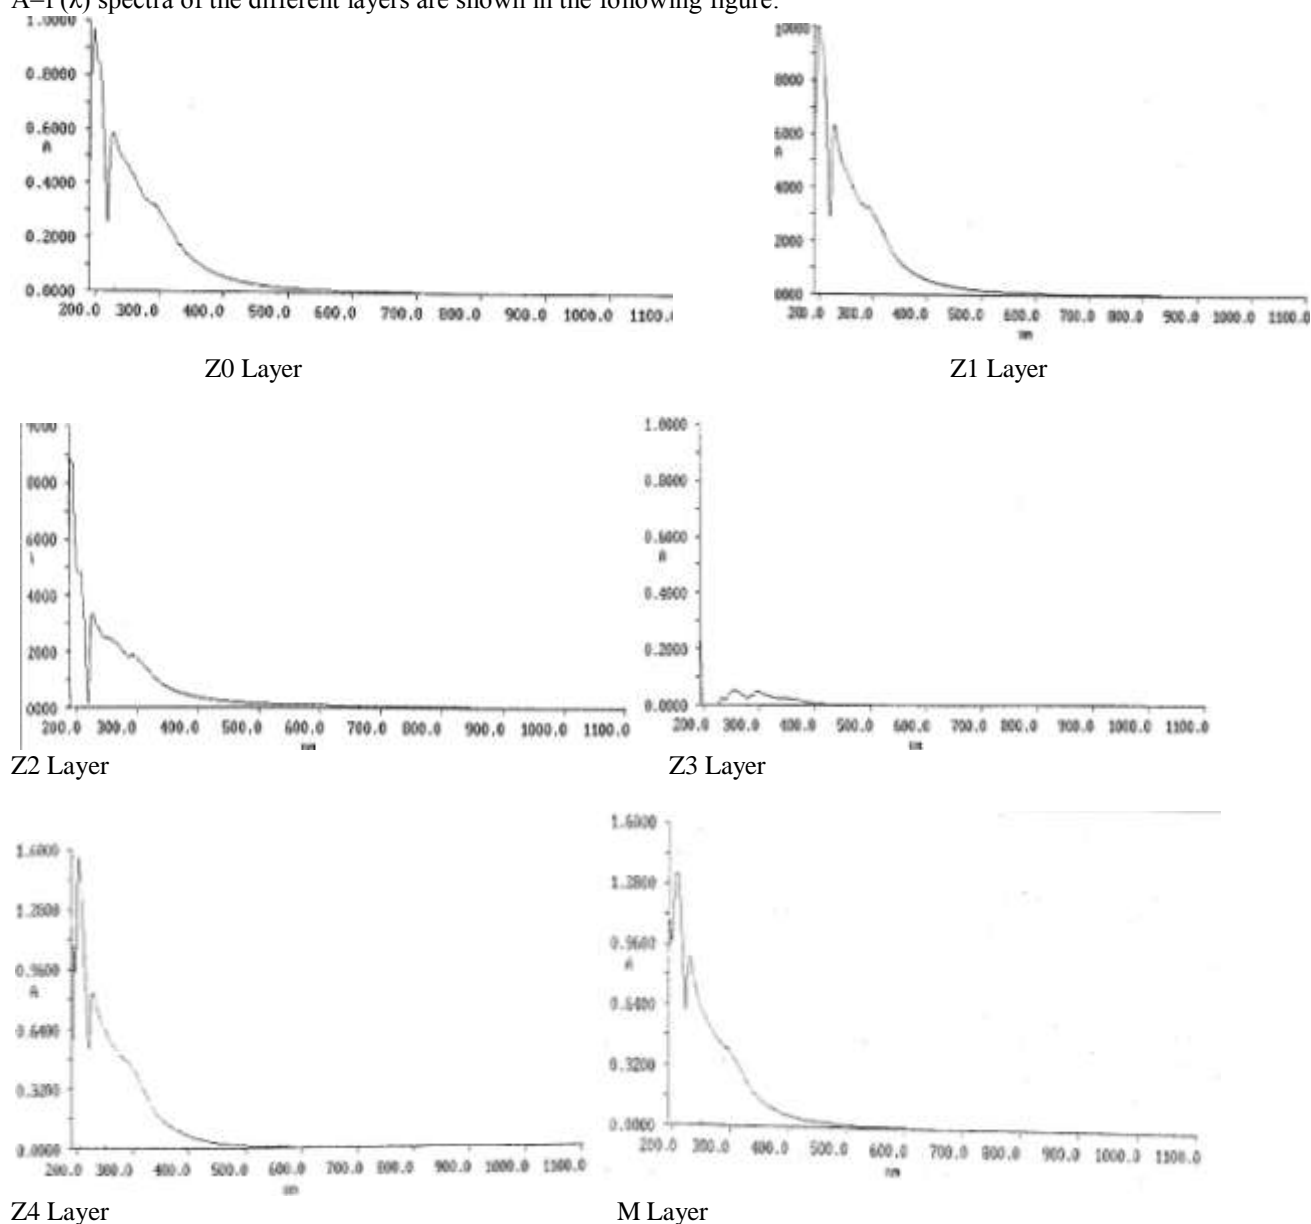 A=f (λ) spectra of the different layers are shown in the following figure:
1.0000
0.8000
0.6000
A
0.4000
0.2000
0.0000
200.0 300.0 400.0 500.0 600.0 700.0 800.0 900.0 1000.0 1100.
Z0 Layer
10000
8000
6000
A
4000
2000
0000
200.0 300.0 400.0 500.0 600.0 700.0 800.0 900.0 1000.0 1100.0
nm
Z1 Layer
9000
8000
6000
4000
2000
0000
200.0 300.0 400.0 500.0 600.0 700.0 800.0 900.0 1000.0 1100.0
Z2 Layer
1.0000
0.8000
0.6000
A
0.4000
0.2000
0.0000
200.0 300.0 400.0 500.0 600.0 700.0 800.0 900.0 1000.0 1100.0
Z3 Layer
1.6000
1.2800
0.9600
A
0.6400
0.3200
0.0000
200.0 300.0 400.0 500.0 600.0 700.0 800.0 900.0 1000.0 1100.0
nm
Z4 Layer
1.6000
1.2800
0.9600
A
0.6400
0.3200
0.0000
200.0 300.0 400.0 500.0 600.0 700.0 800.0 900.0 1000.0 1100.0
nm
M Layer